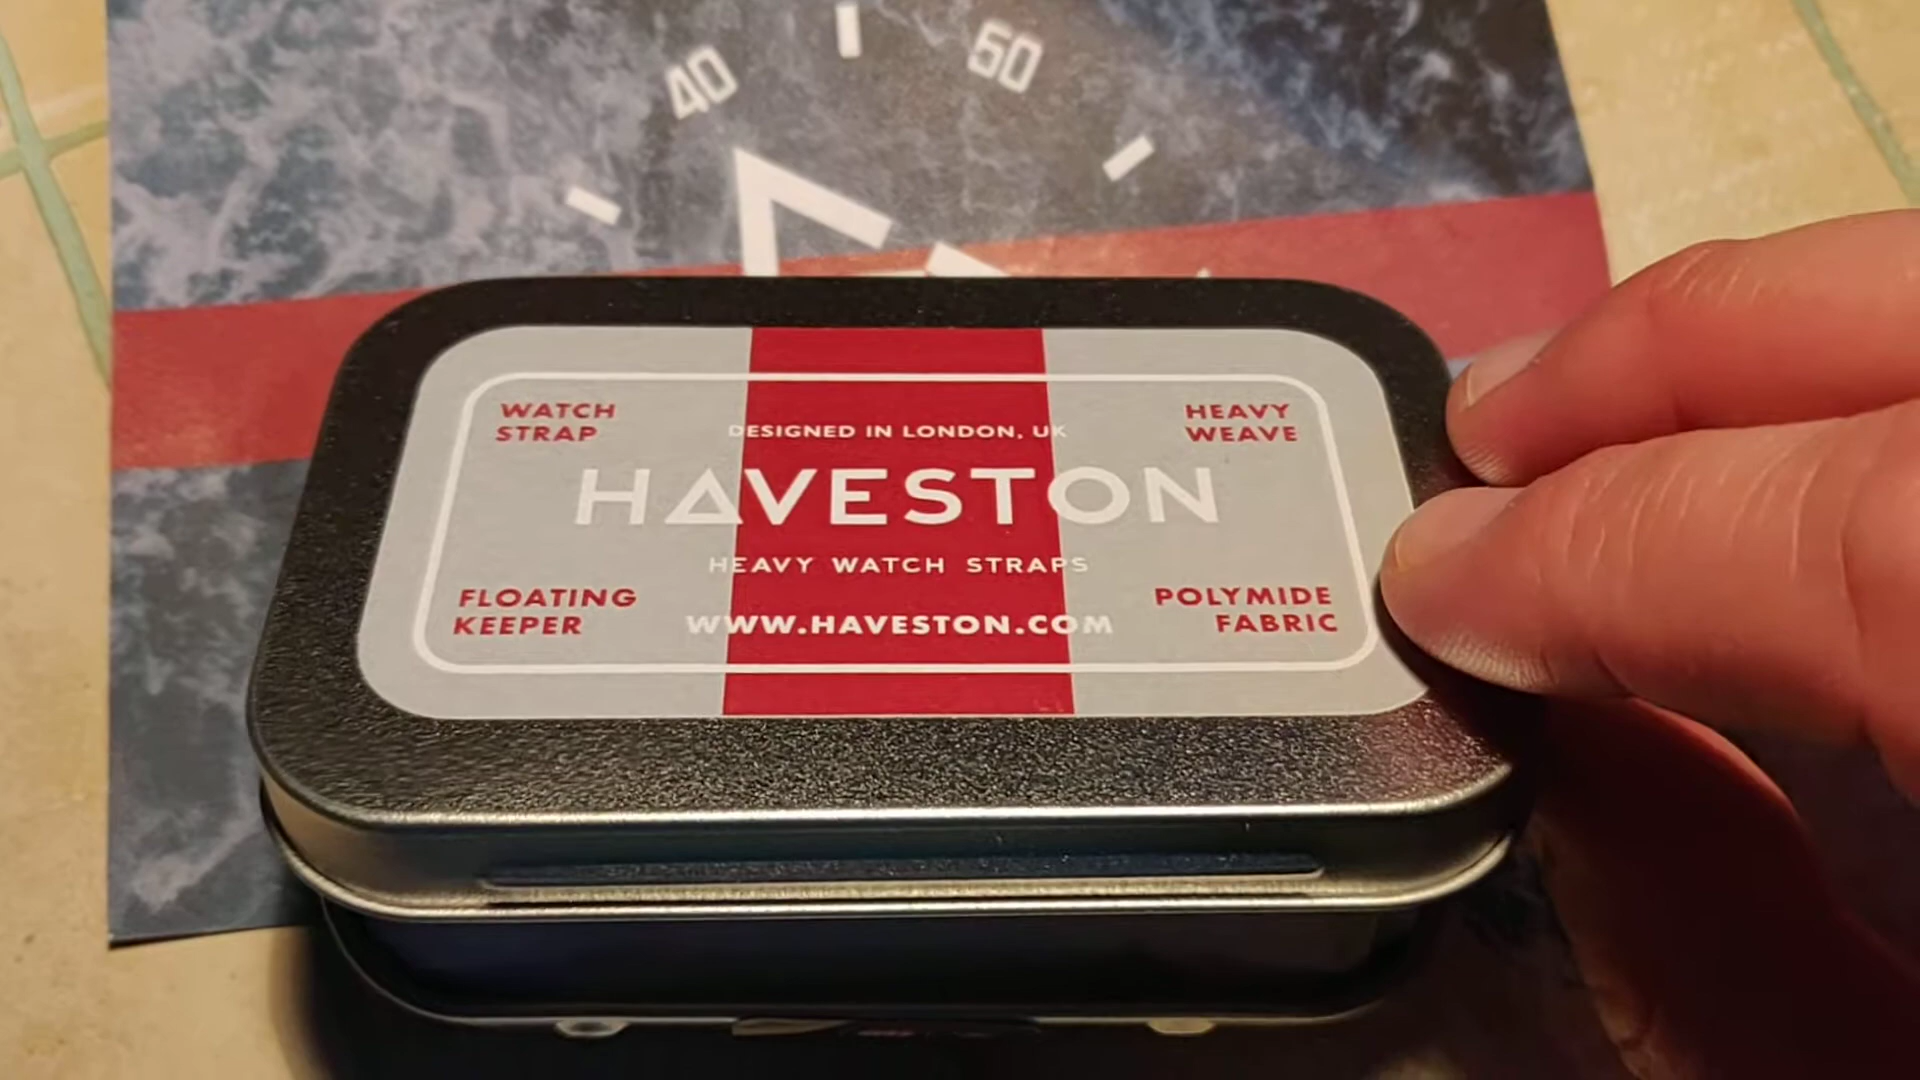 40
50
WATCH
STRAP
HEAVY
WEAVE
DESIGNED IN LONDON, UK
HAVESTON
HEAVY WATCH STRAPS
FLOATING
KEEPER
POLYMIDE
FABRIC
WWW.HAVESTON.COM